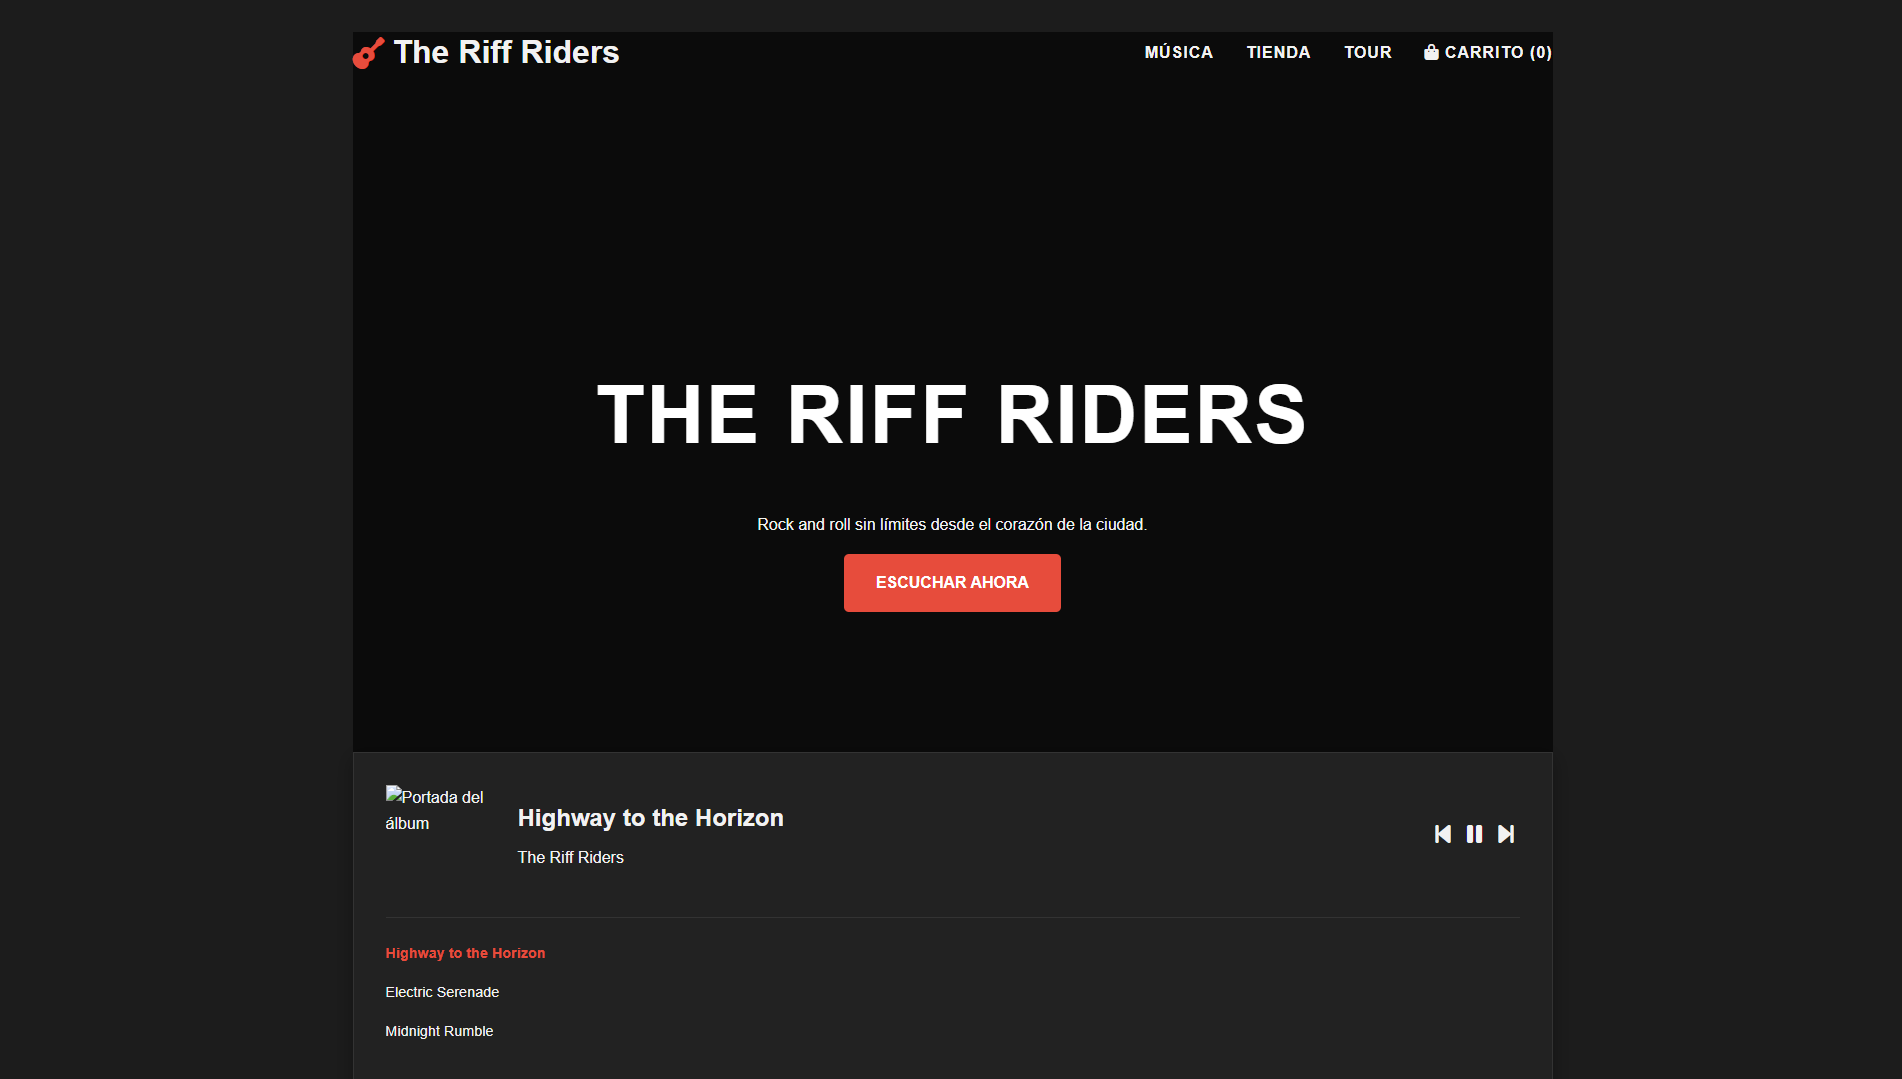 The Riff Riders
MÚSICA
TIENDA
TOUR
CARRITO (0)
THE RIFF RIDERS
Rock and roll sin límites desde el corazón de la ciudad.
ESCUCHAR AHORA
Portada del
álbum
Highway to the Horizon
The Riff Riders
Highway to the Horizon
Electric Serenade
Midnight Rumble